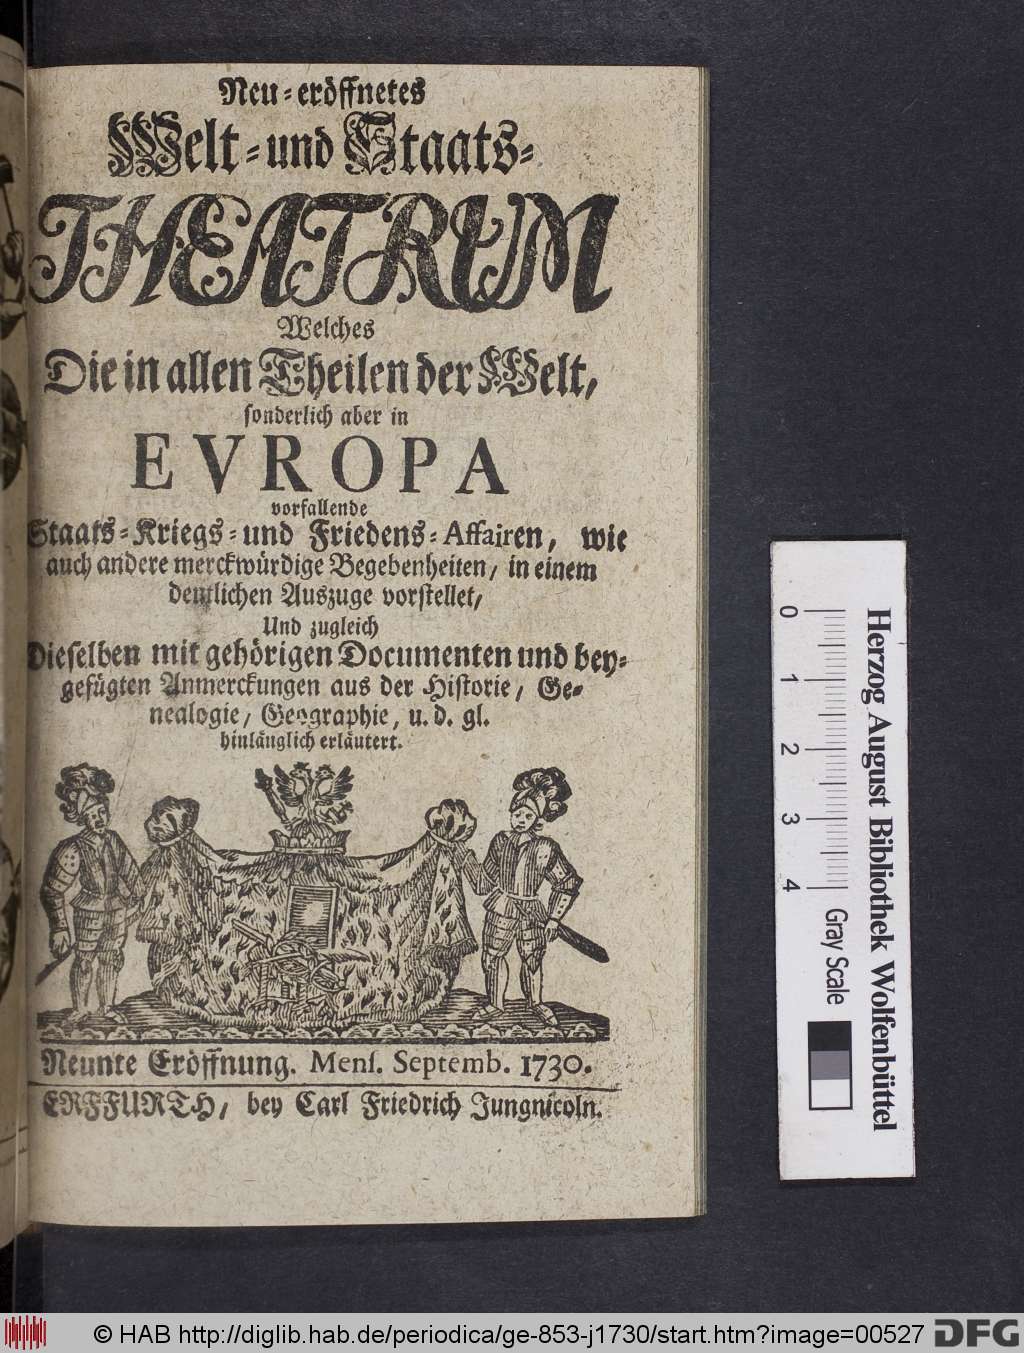 Neu-eröffnetes
Welt-und Staats-
THEATRUM
Welches
Die in allen Theilen der Welt,
sonderlich aber in
EVROPA
vorfallende
Staats-Kriegs-und Friedens-Affairen, wie
auch andere merckwürdige Begebenheiten, in einem
deutlichen Auszuge vorstellet,
Und zugleich
Dieselben mit gehörigen Documenten und bey-
gefügten Anmerckungen aus der Historie, Ge-
nealogie, Geographie, u. d. gl.
hinlänglich erläutert.
Neunte Eröffnung. Mens. Septemb. 1730.
ERFFURTH, bey Carl Friedrich Jungnicoln.
0 1 2 3 4
Gray Scale
Herzog August Bibliothek Wolfenbüttel
© HAB http://diglib.hab.de/periodica/ge-853-j1730/start.htm?image=00527
DFG